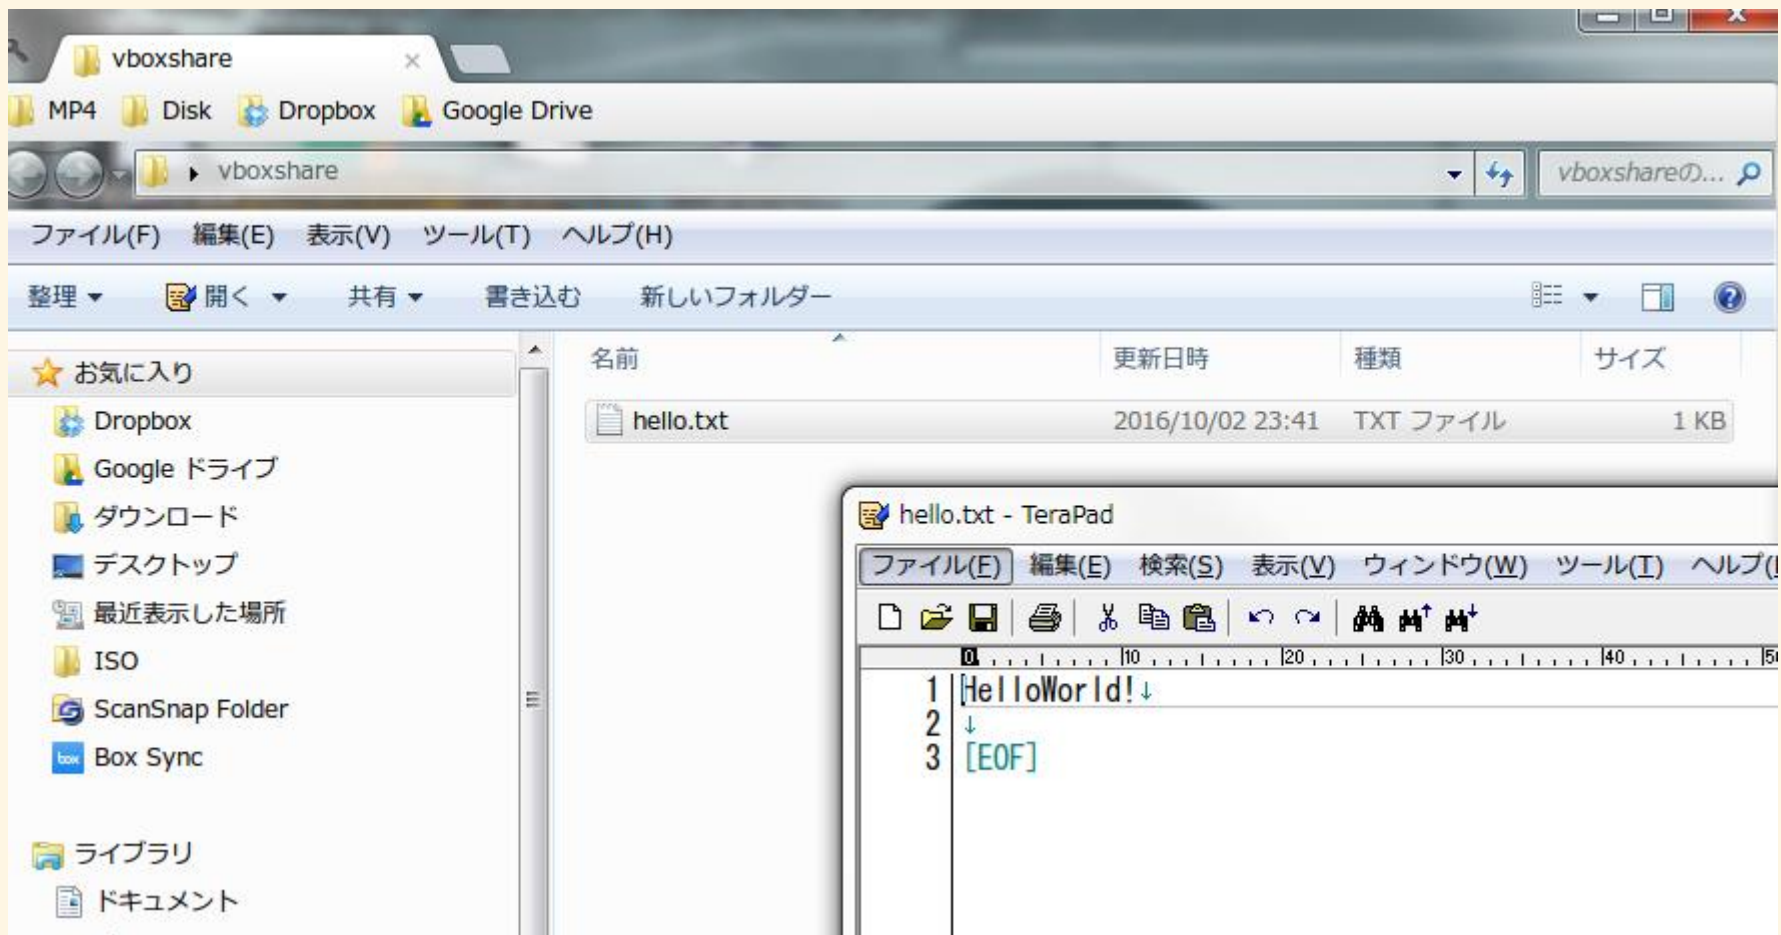 vboxshare
MP4 Disk Dropbox Google Drive
vboxshare vboxshareの...
ファイル(F) 編集(E) 表示(V) ツール(T) ヘルプ(H)
整理 開く 共有 書き込む 新しいフォルダー
お気に入り
Dropbox
Google ドライブ
ダウンロード
デスクトップ
最近表示した場所
ISO
ScanSnap Folder
Box Sync
ライブラリ
ドキュメント
名前 更新日時 種類 サイズ
hello.txt 2016/10/02 23:41 TXT ファイル 1 KB
hello.txt - TeraPad
ファイル(F) 編集(E) 検索(S) 表示(V) ウィンドウ(W) ツール(T) ヘルプ(
0 10 20 30 40
1 HelloWorld!↓
2 ↓
3 [EOF]